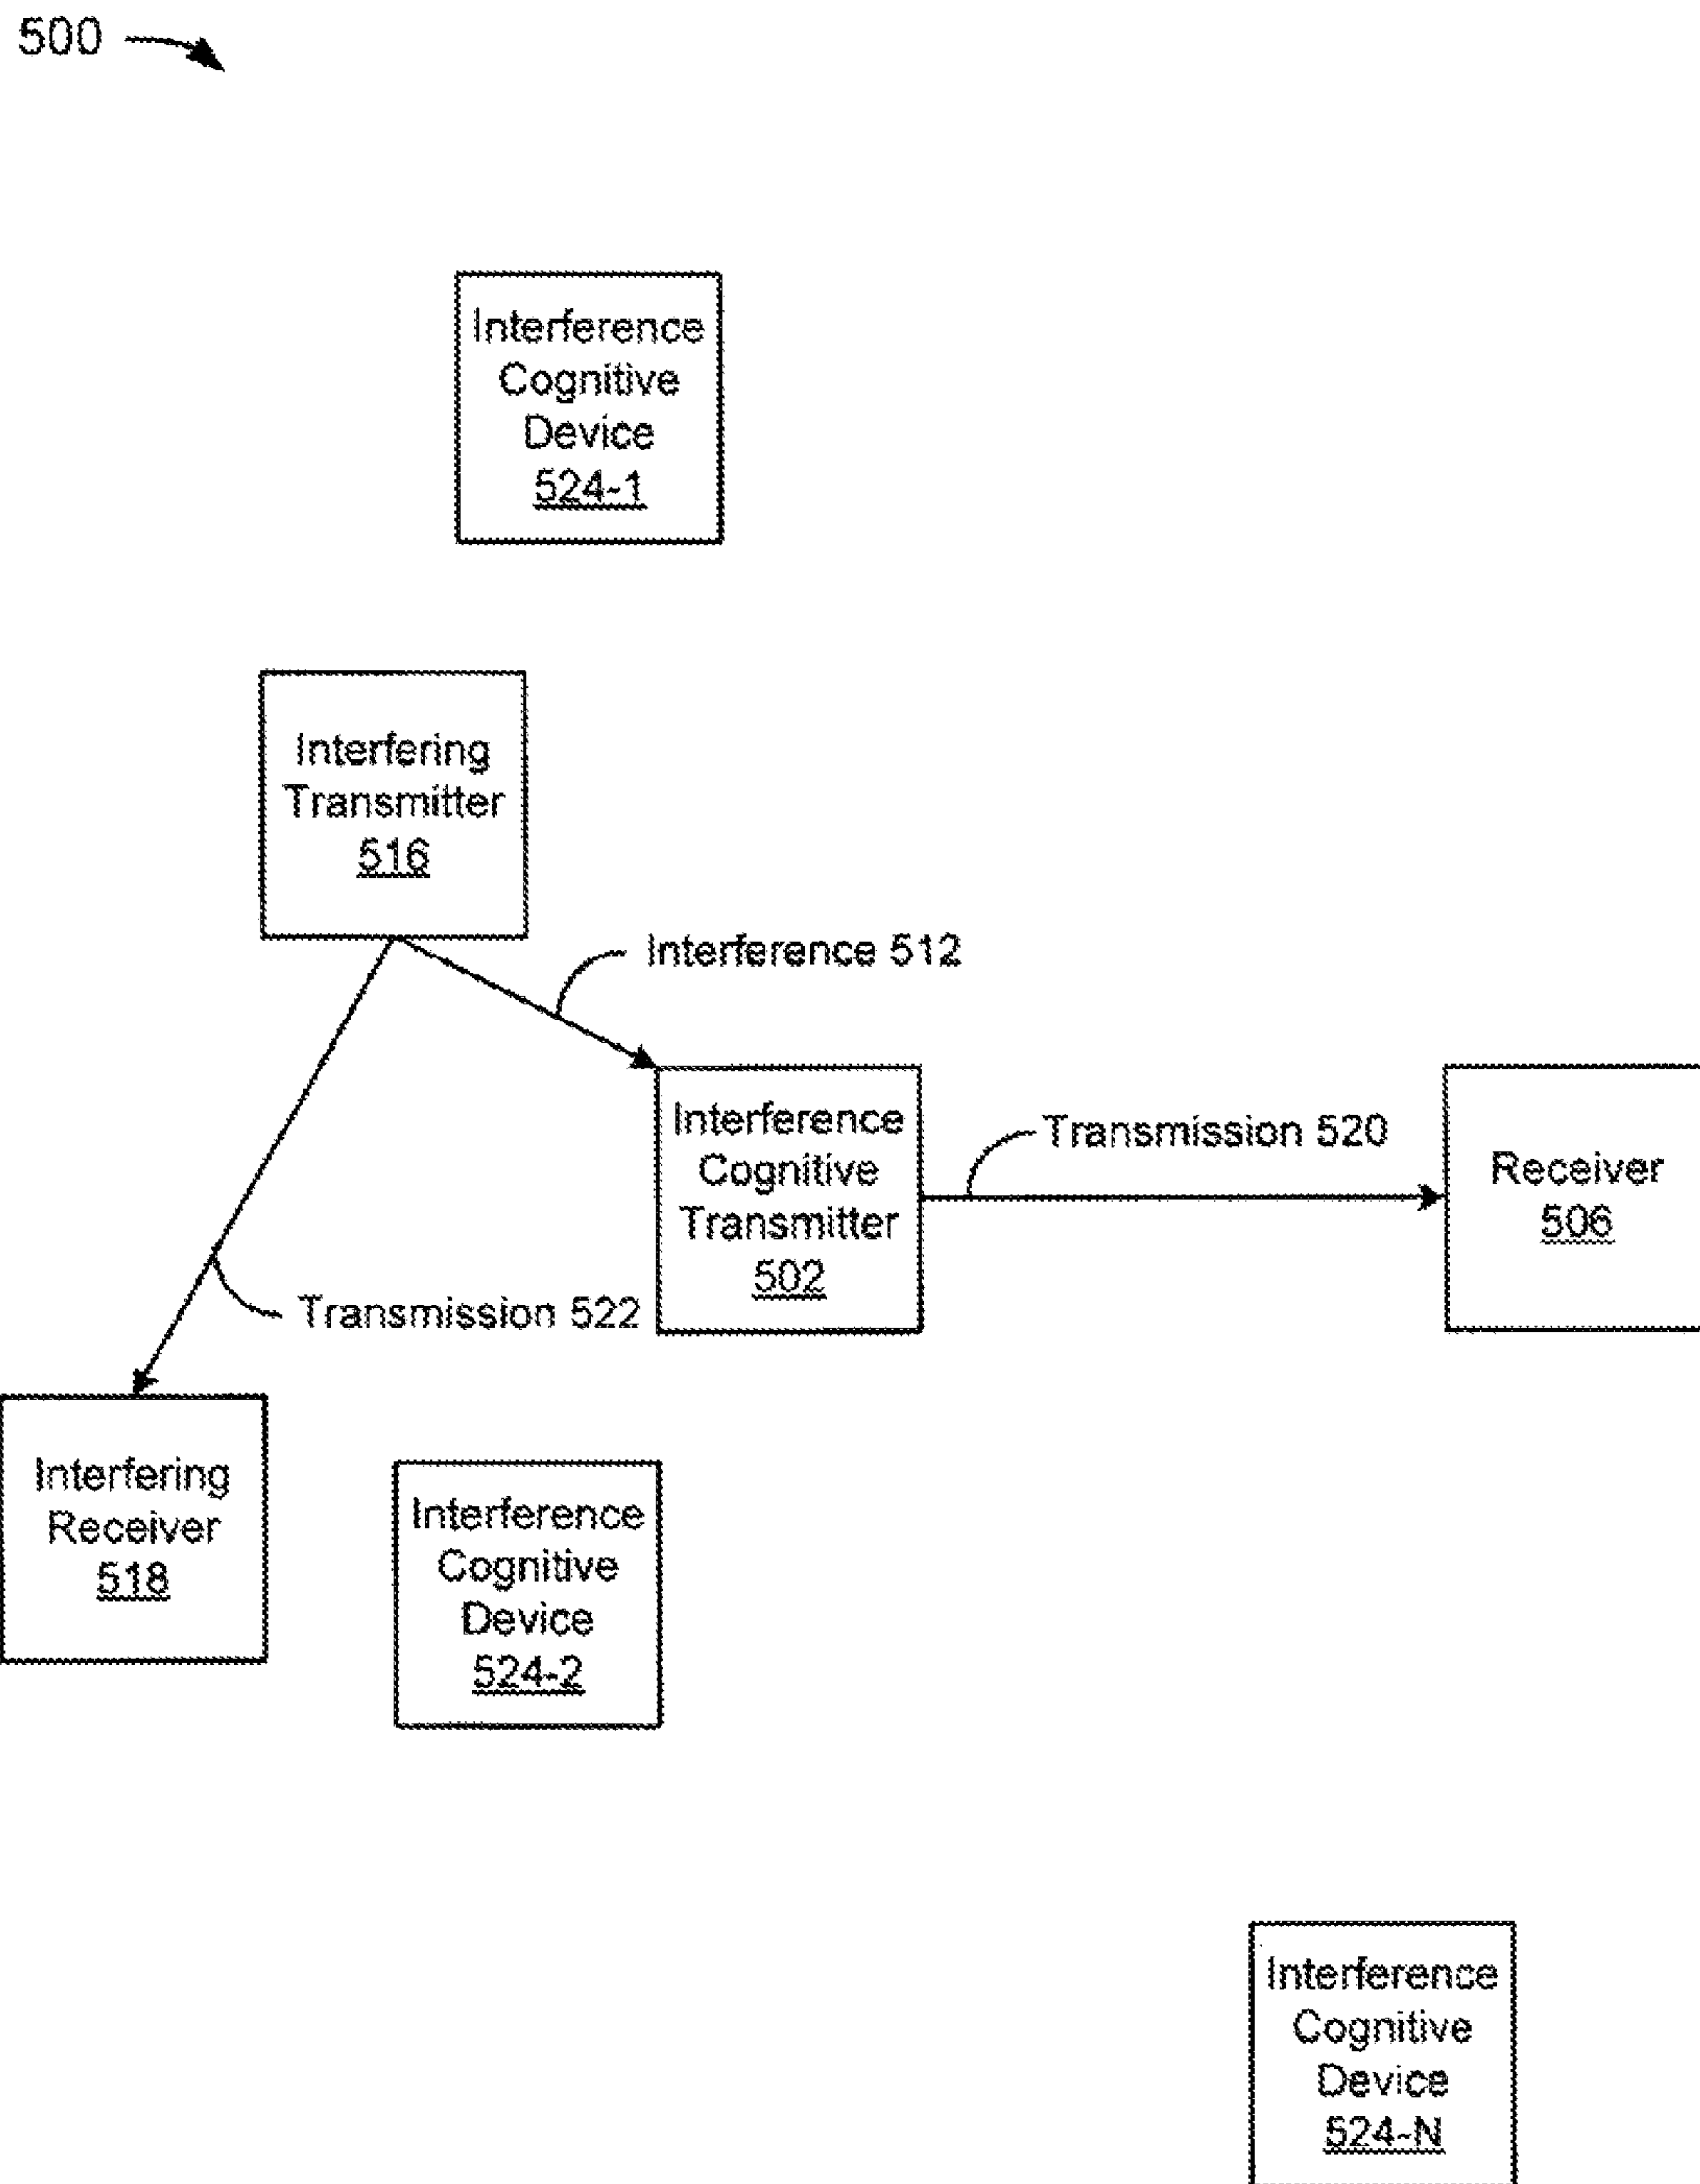 500
Interference
Cognitive
Device
524-1
Interfering
Transmitter
516
Interference 512
Interference
Cognitive
Transmitter
502
Transmission 520
Receiver
506
Transmission 522
Interfering
Receiver
518
Interference
Cognitive
Device
524-2
Interference
Cognitive
Device
524-N